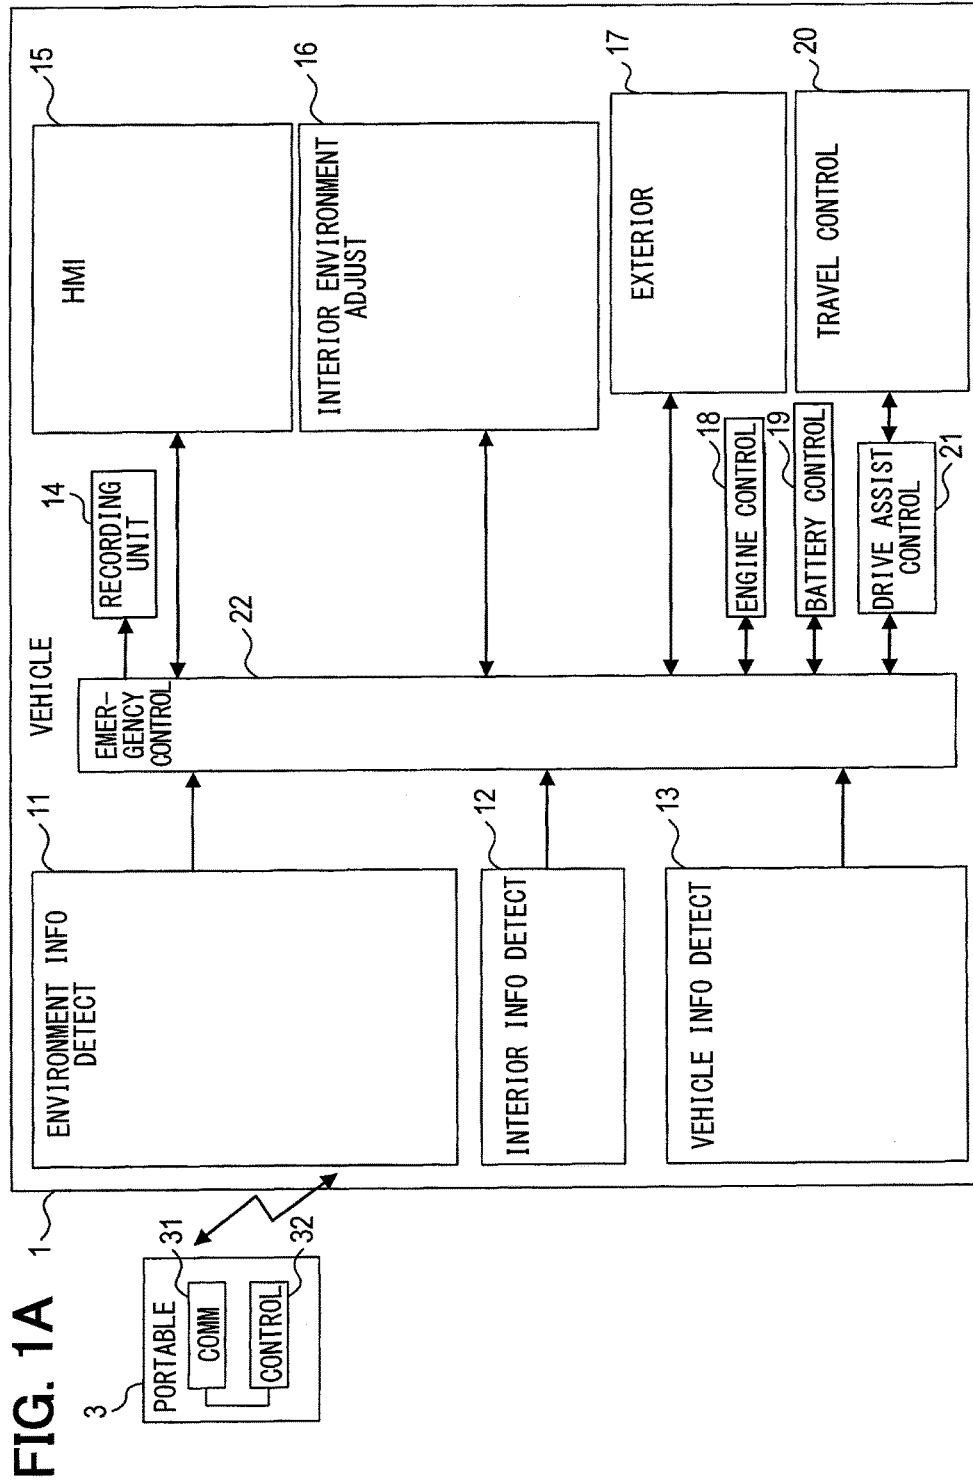 FIG. 1A
1
VEHICLE
3
PORTABLE
31
COMM
32
CONTROL
11
ENVIRONMENT INFO
DETECT
12
INTERIOR INFO DETECT
13
VEHICLE INFO DETECT
22
EMER-
GENCY
CONTROL
14
RECORDING
UNIT
15
HMI
16
INTERIOR ENVIRONMENT
ADJUST
17
EXTERIOR
18
ENGINE CONTROL
19
BATTERY CONTROL
20
TRAVEL CONTROL
21
DRIVE ASSIST
CONTROL